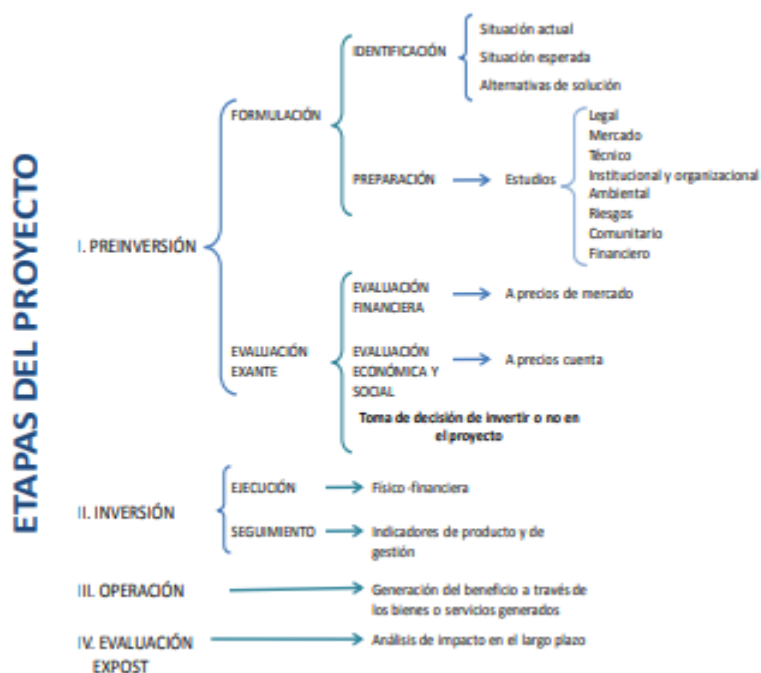 ETAPAS DEL PROYECTO
I. PREINVERSIÓN
FORMULACIÓN
IDENTIFICACIÓN
Situación actual
Situación esperada
Alternativas de solución
PREPARACIÓN
Estudios
Legal
Mercado
Técnico
Institucional y organizacional
Ambiental
Riesgos
Comunitario
Financiero
EVALUACIÓN
EXANTE
EVALUACIÓN
FINANCIERA
A precios de mercado
EVALUACIÓN
ECONÓMICA Y
SOCIAL
A precios cuenta
Toma de decisión de invertir o no en
el proyecto
II. INVERSIÓN
EJECUCIÓN
Físico -financiera
SEGUIMIENTO
Indicadores de producto y de
gestión
III. OPERACIÓN
Generación del beneficio a través de
los bienes o servicios generados
IV. EVALUACIÓN
EXPOST
Análisis de impacto en el largo plazo